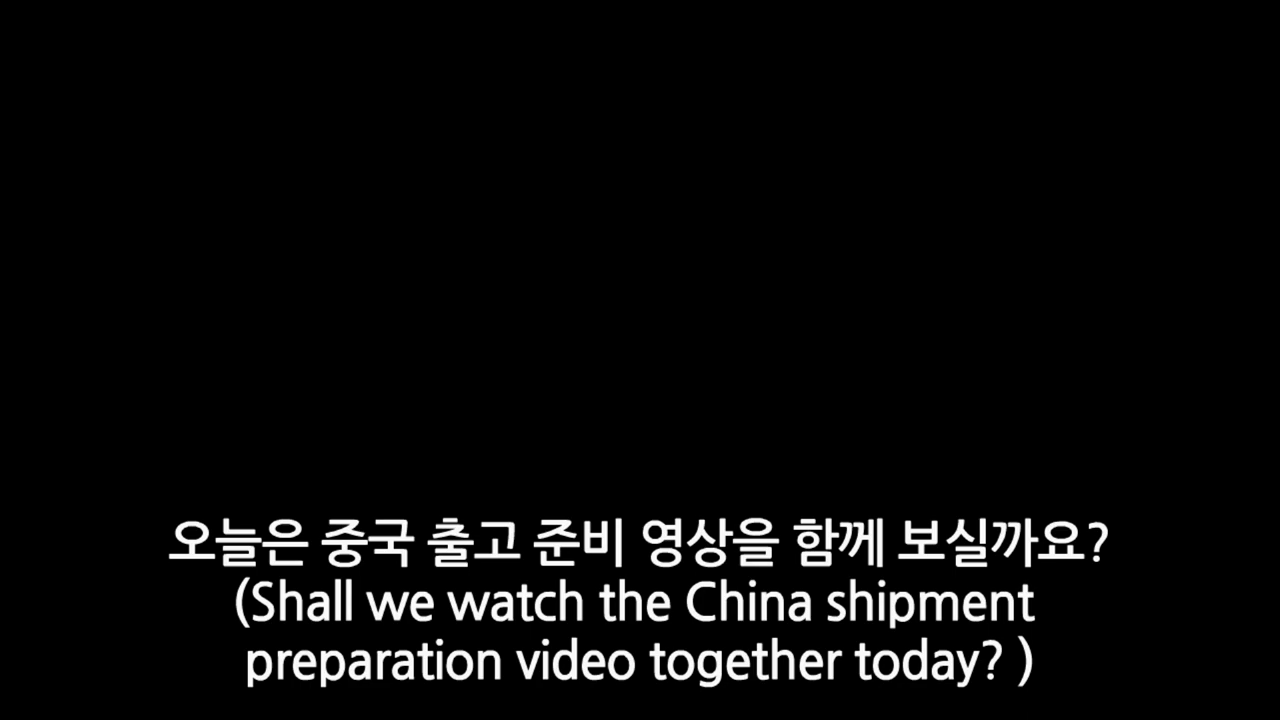 오늘은 중국 출고 준비 영상을 함께 보실까요?
(Shall we watch the China shipment
preparation video together today? )